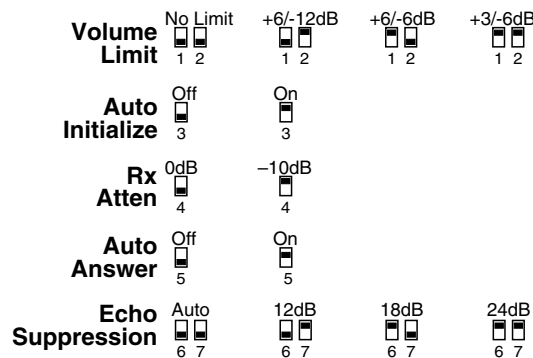 Volume Limit
No Limit +6/-12dB +6/-6dB +3/-6dB
1 2 1 2 1 2 1 2
Auto Initialize
Off On
3 3
Rx Atten
0dB –10dB
4 4
Auto Answer
Off On
5 5
Echo Suppression
Auto 12dB 18dB 24dB
6 7 6 7 6 7 6 7